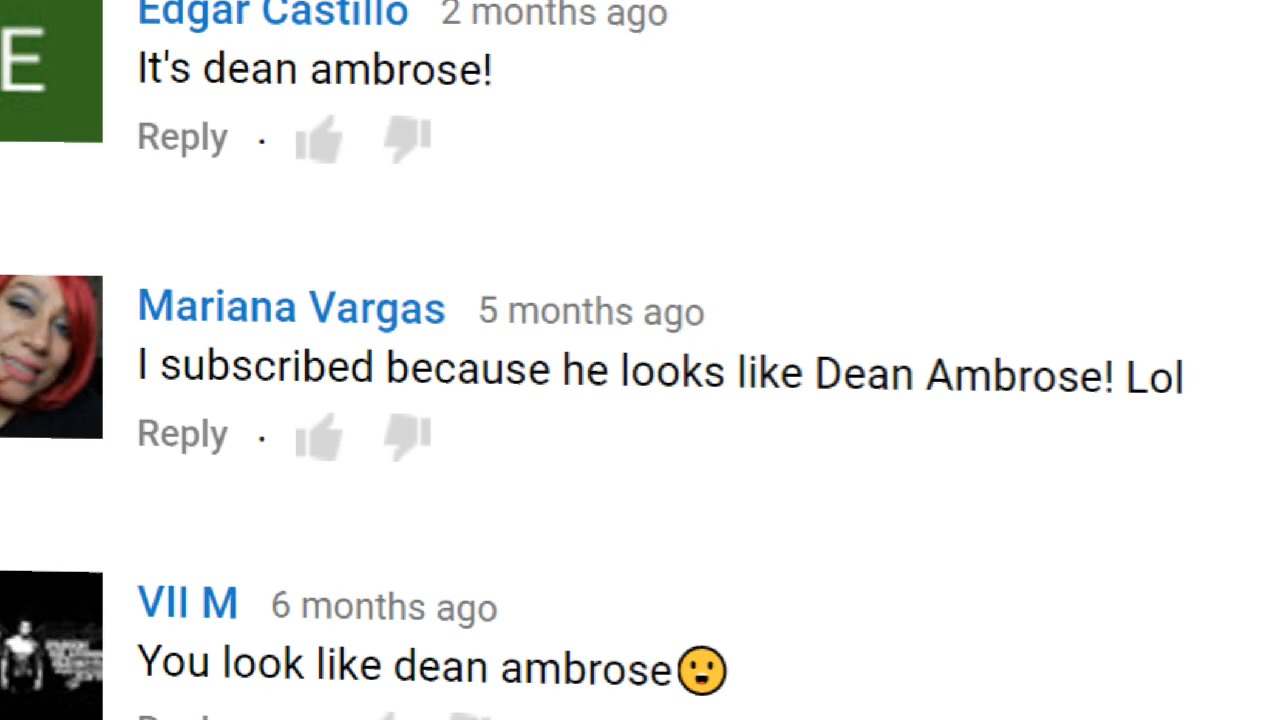 E
Edgar Castillo 2 months ago
It's dean ambrose!
Reply ·
Mariana Vargas 5 months ago
I subscribed because he looks like Dean Ambrose! Lol
Reply ·
VII M 6 months ago
You look like dean ambrose😮
Reply